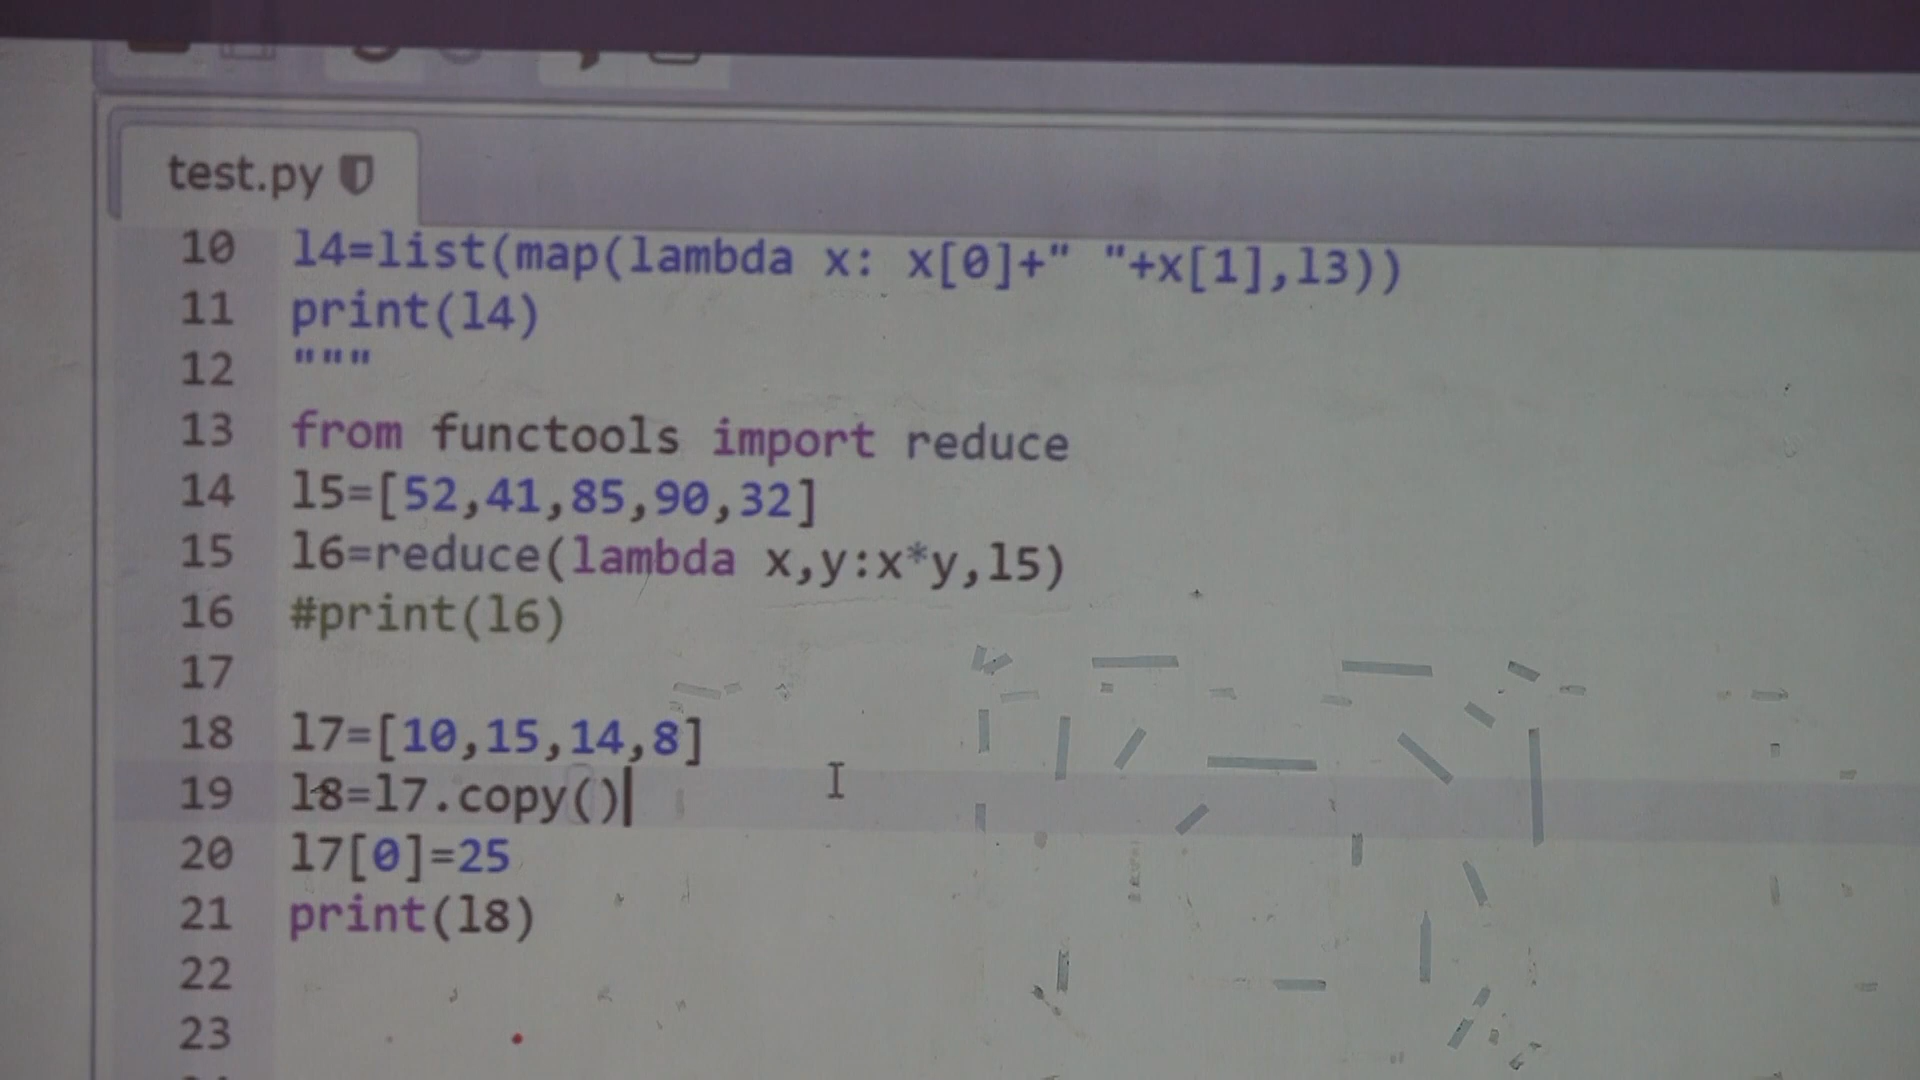 test.py
10 l4=list(map(lambda x: x[0]+" "+x[1],l3))
11 print(l4)
12 """
13 from functools import reduce
14 l5=[52,41,85,90,32]
15 l6=reduce(lambda x,y:x*y,l5)
16 #print(l6)
17
18 l7=[10,15,14,8]
19 l8=l7.copy()
20 l7[0]=25
21 print(l8)
22
23